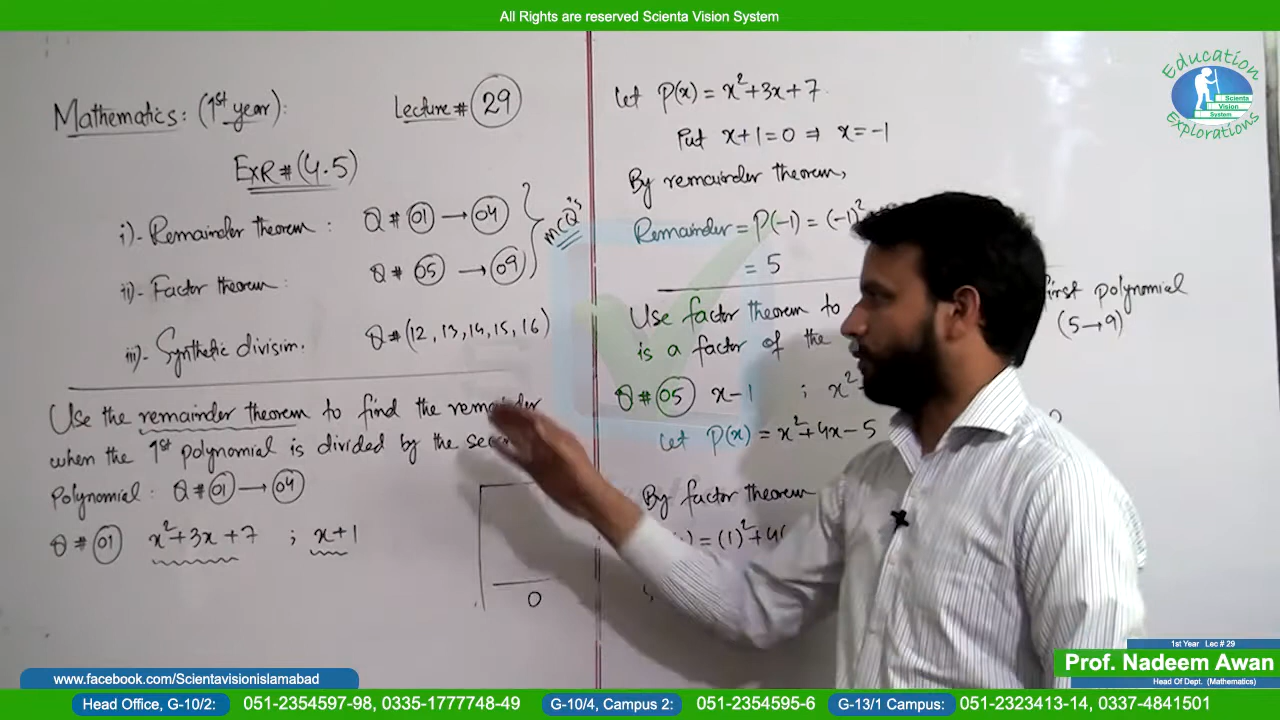 All Rights are reserved Scienta Vision System
Education
Scienta
Vision
System
Explorations
Mathematics: (1st year):
Lecture # 29
EXR # (4.5)
i)- Remainder theorem : Q # 01 → 04
ii)- Factor theorem: Q # 05 → 09
MCQ's
iii)- Synthetic division. Q # (12, 13, 14, 15, 16)
Use the remainder theorem to find the remainder
when the 1st polynomial is divided by the
Polynomial: Q # 01 → 04
Q # 01 x²+3x+7 ; x+1
0
Let P(x) = x²+3x+7.
Put x+1=0 ⇒ x=-1
By remainder theorem,
Remainder = P(-1) = (-1)²
= 5
Use factor theorem to
first polynomial
is a factor of the
(5→9)
Q # 05 x-1 ; x²
Let P(x) = x²+4x-5
By factor theorem
) = (1)²+4(
1st Year Lec # 29
Prof. Nadeem Awan
Head Of Dept. (Mathematics)
www.facebook.com/Scientavisionislamabad
Head Office, G-10/2: 051-2354597-98, 0335-1777748-49 G-10/4, Campus 2: 051-2354595-6 G-13/1 Campus: 051-2323413-14, 0337-4841501